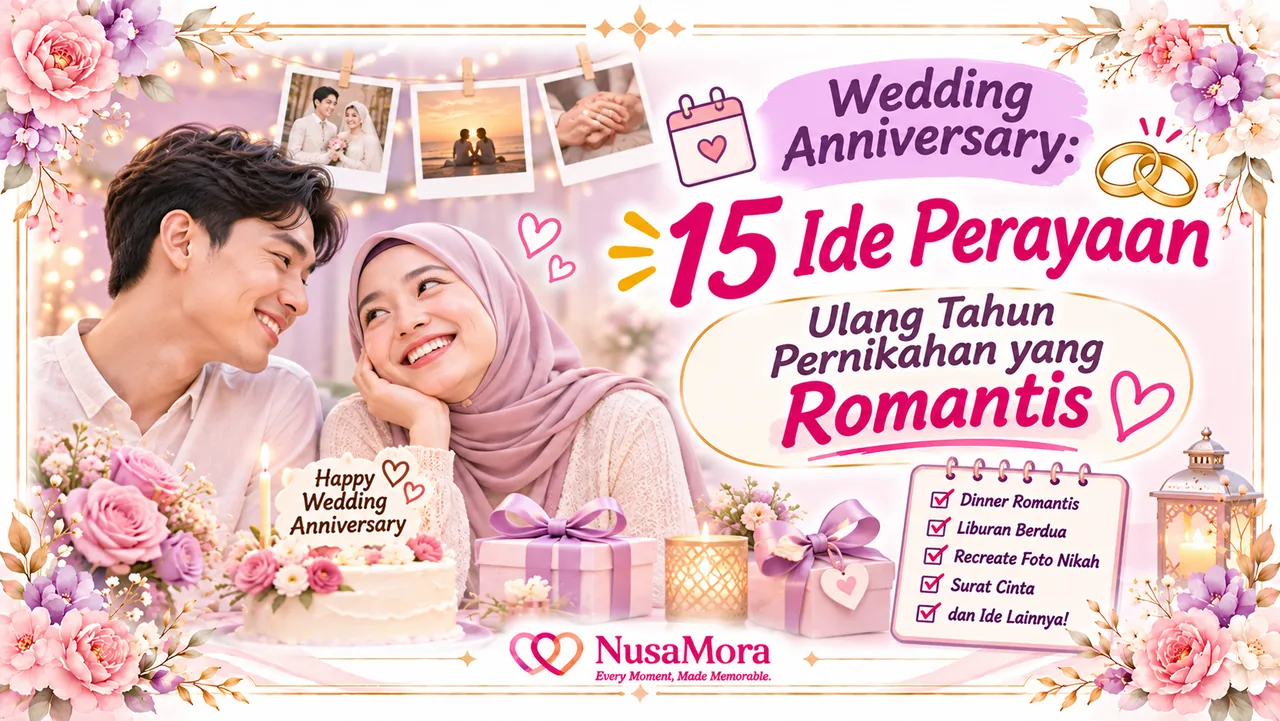 Wedding
Anniversary:
15 Ide Perayaan
Ulang Tahun
Pernikahan yang
Romantis
Happy
Wedding
Anniversary
Dinner Romantis
Liburan Berdua
Recreate Foto Nikah
Surat Cinta
dan Ide Lainnya!
NusaMora
Every Moment, Made Memorable.